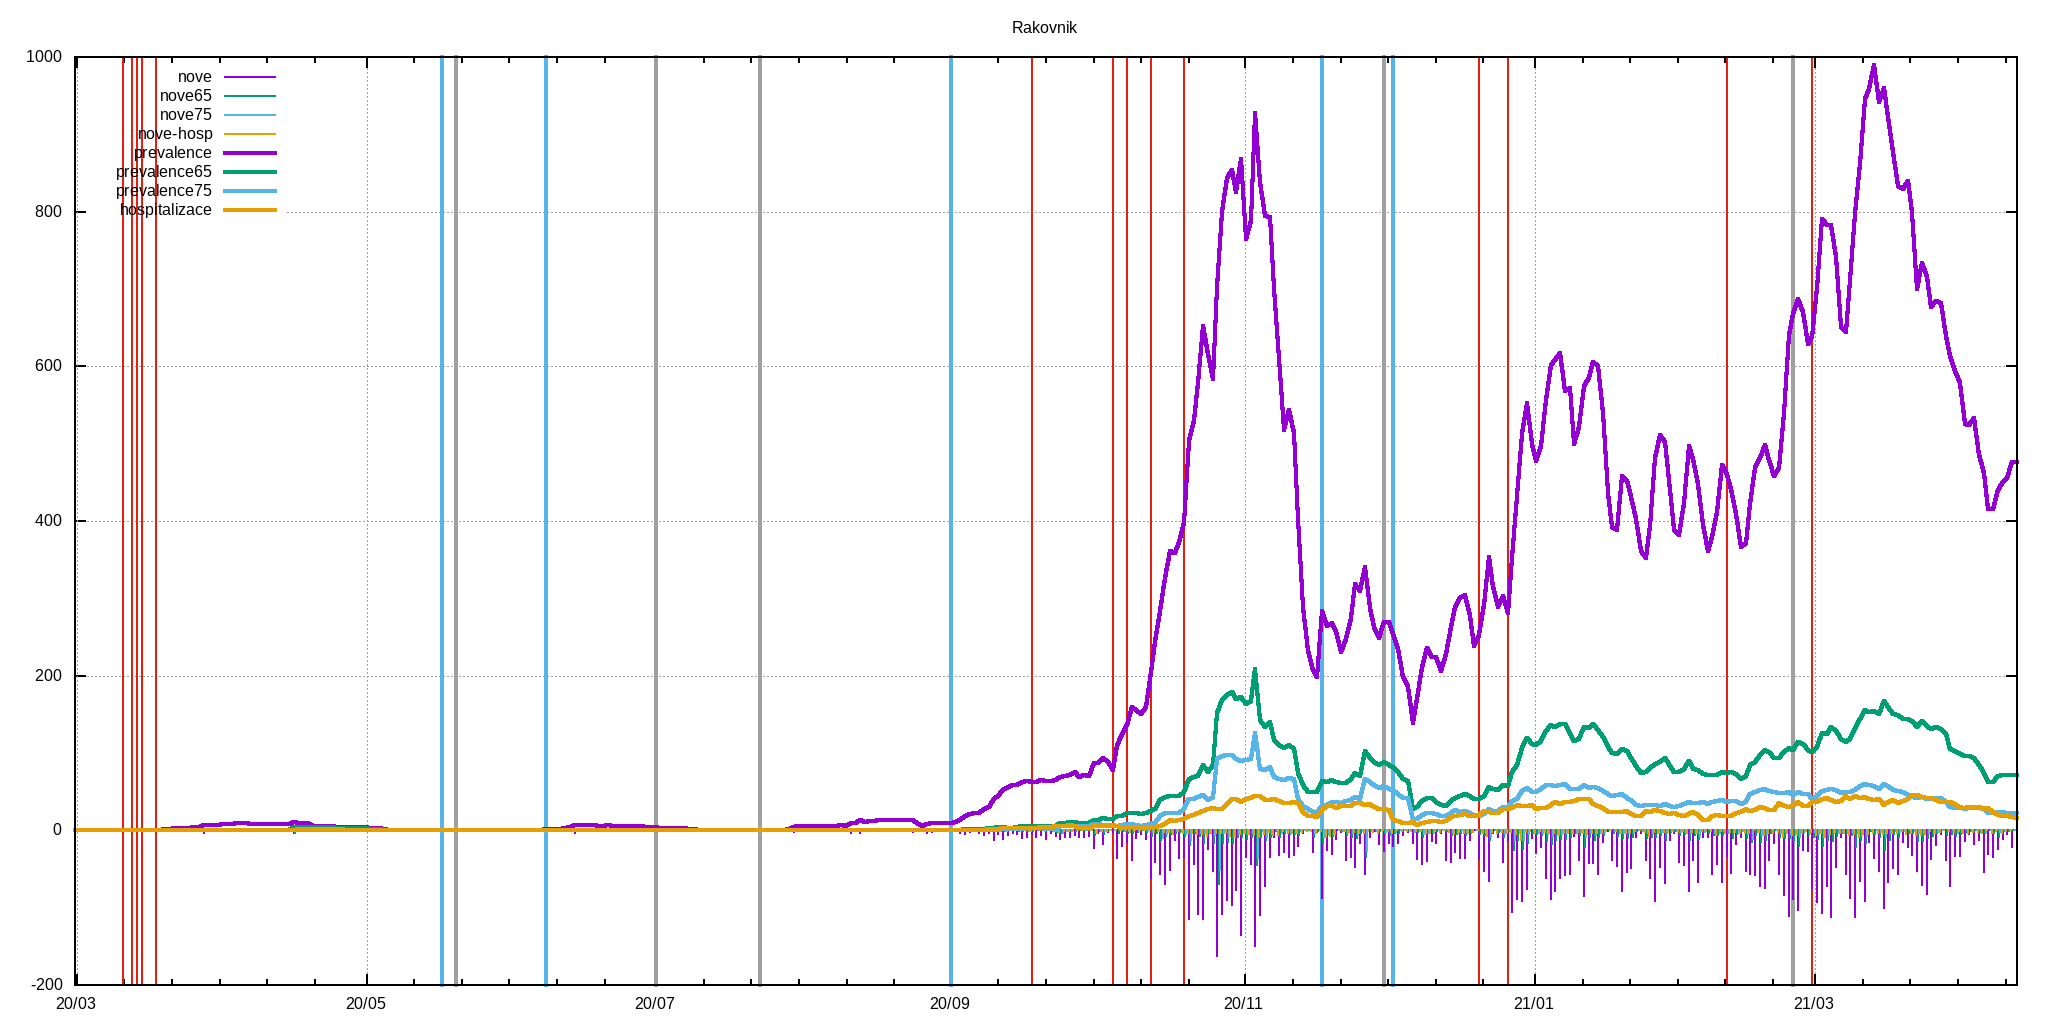 Rakovnik
1000
800
600
400
200
0
-200
nove
nove65
nove75
nove-hosp
prevalence
prevalence65
prevalence75
hospitalizace
20/03 20/05 20/07 20/09 20/11 21/01 21/03